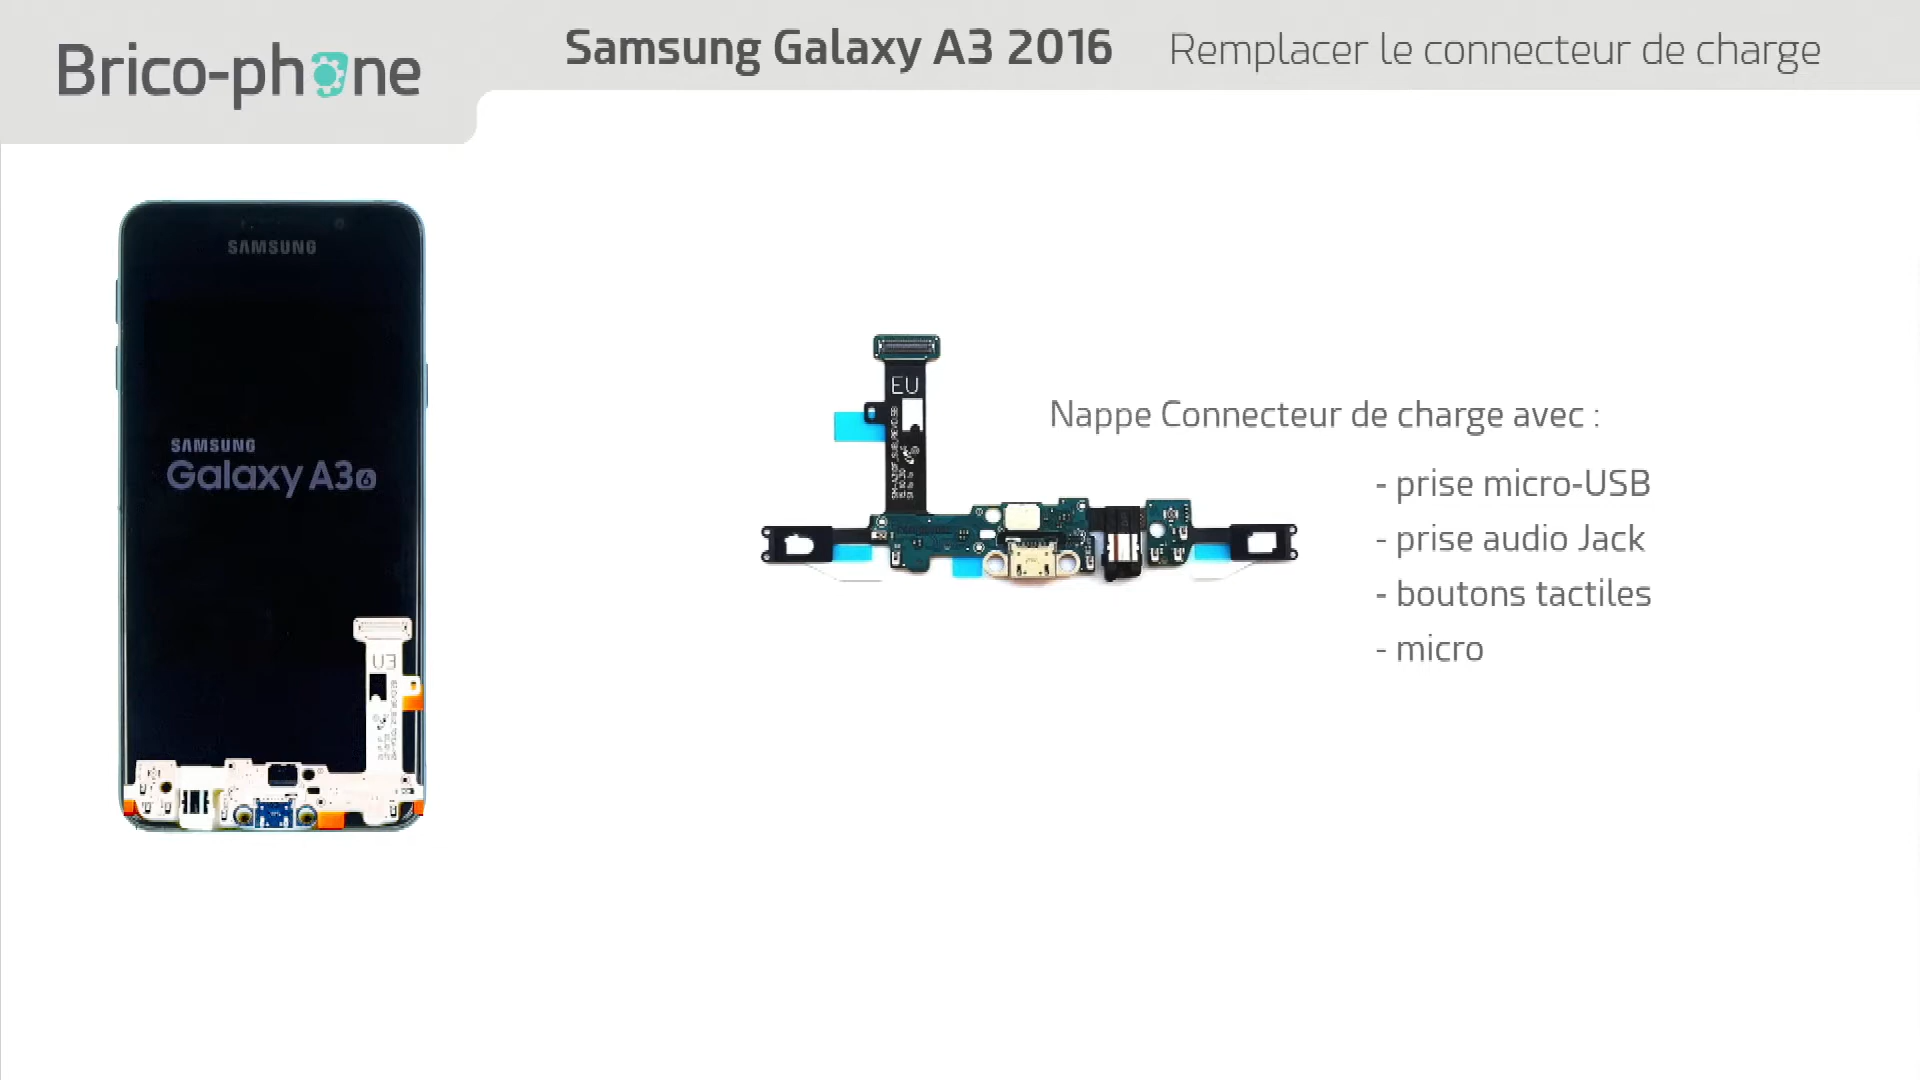 Brico-phone
Samsung Galaxy A3 2016 Remplacer le connecteur de charge
SAMSUNG
SAMSUNG
Galaxy A36
EU
Nappe Connecteur de charge avec :
- prise micro-USB
- prise audio Jack
- boutons tactiles
- micro